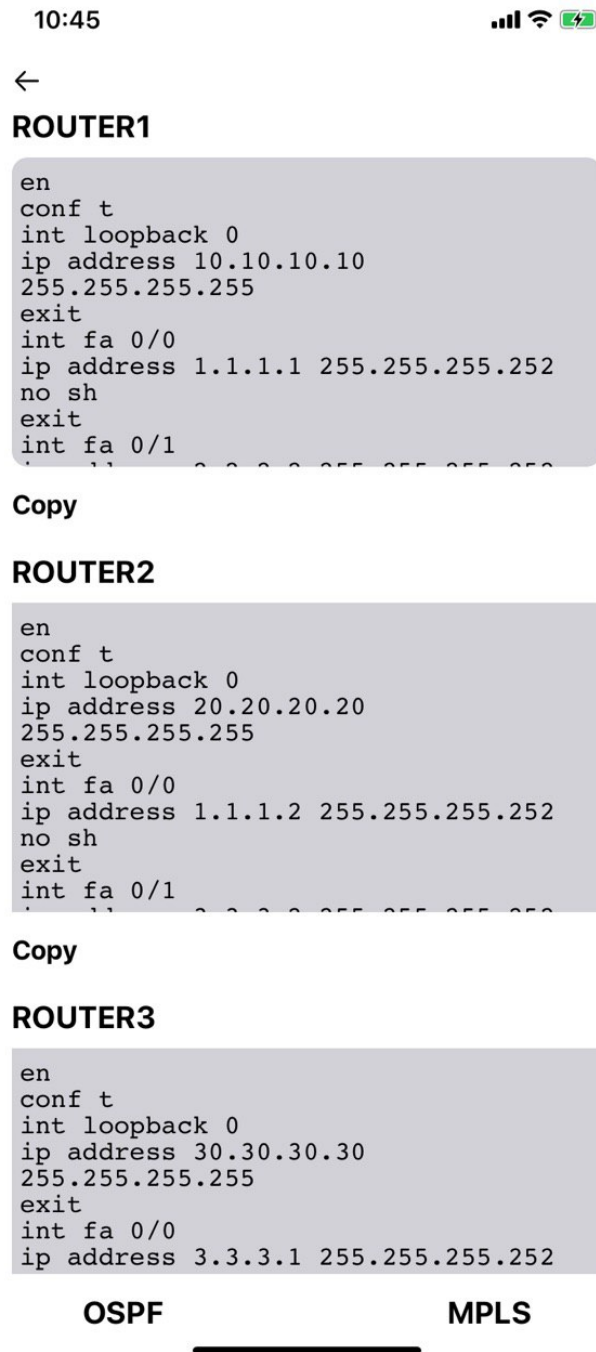 10:45
ROUTER1
en
conf t
int loopback 0
ip address 10.10.10.10
255.255.255.255
exit
int fa 0/0
ip address 1.1.1.1 255.255.255.252
no sh
exit
int fa 0/1
Copy
ROUTER2
en
conf t
int loopback 0
ip address 20.20.20.20
255.255.255.255
exit
int fa 0/0
ip address 1.1.1.2 255.255.255.252
no sh
exit
int fa 0/1
Copy
ROUTER3
en
conf t
int loopback 0
ip address 30.30.30.30
255.255.255.255
exit
int fa 0/0
ip address 3.3.3.1 255.255.255.252
OSPF
MPLS